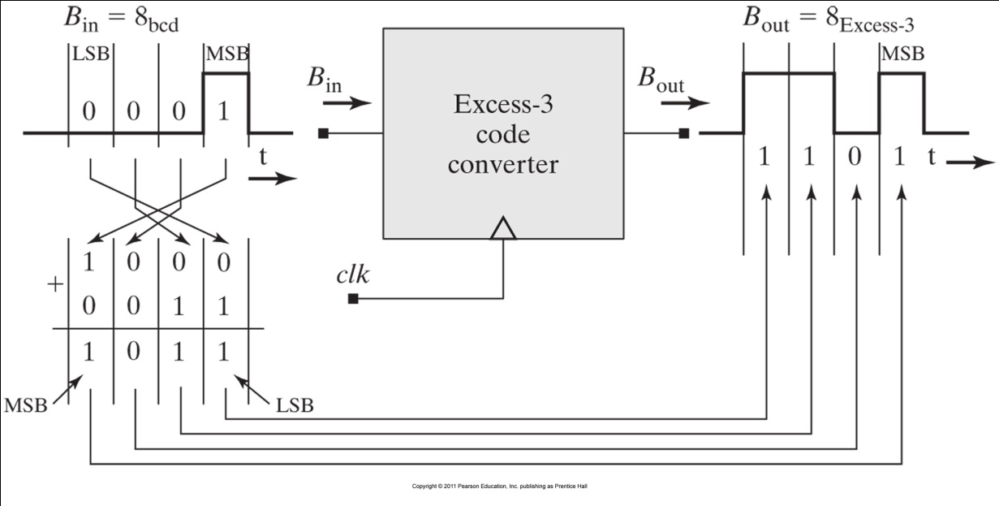 B_in = 8_bcd
LSB MSB
0 0 0 1
t
1 0 0 0
+
0 0 1 1
1 0 1 1
MSB LSB
B_in
Excess-3
code
converter
clk
B_out
B_out = 8_Excess-3
MSB
1 1 0 1 t
Copyright © 2011 Pearson Education, Inc. publishing as Prentice Hall